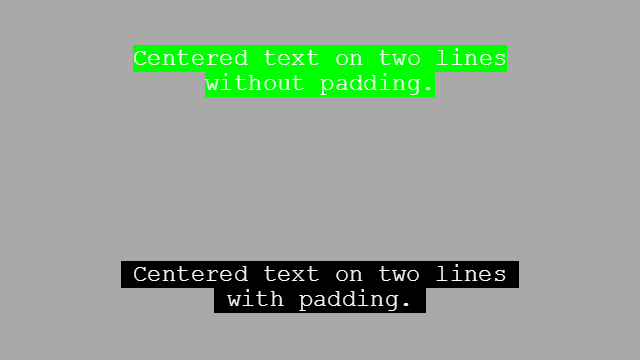 Centered text on two lines
without padding.
Centered text on two lines
with padding.